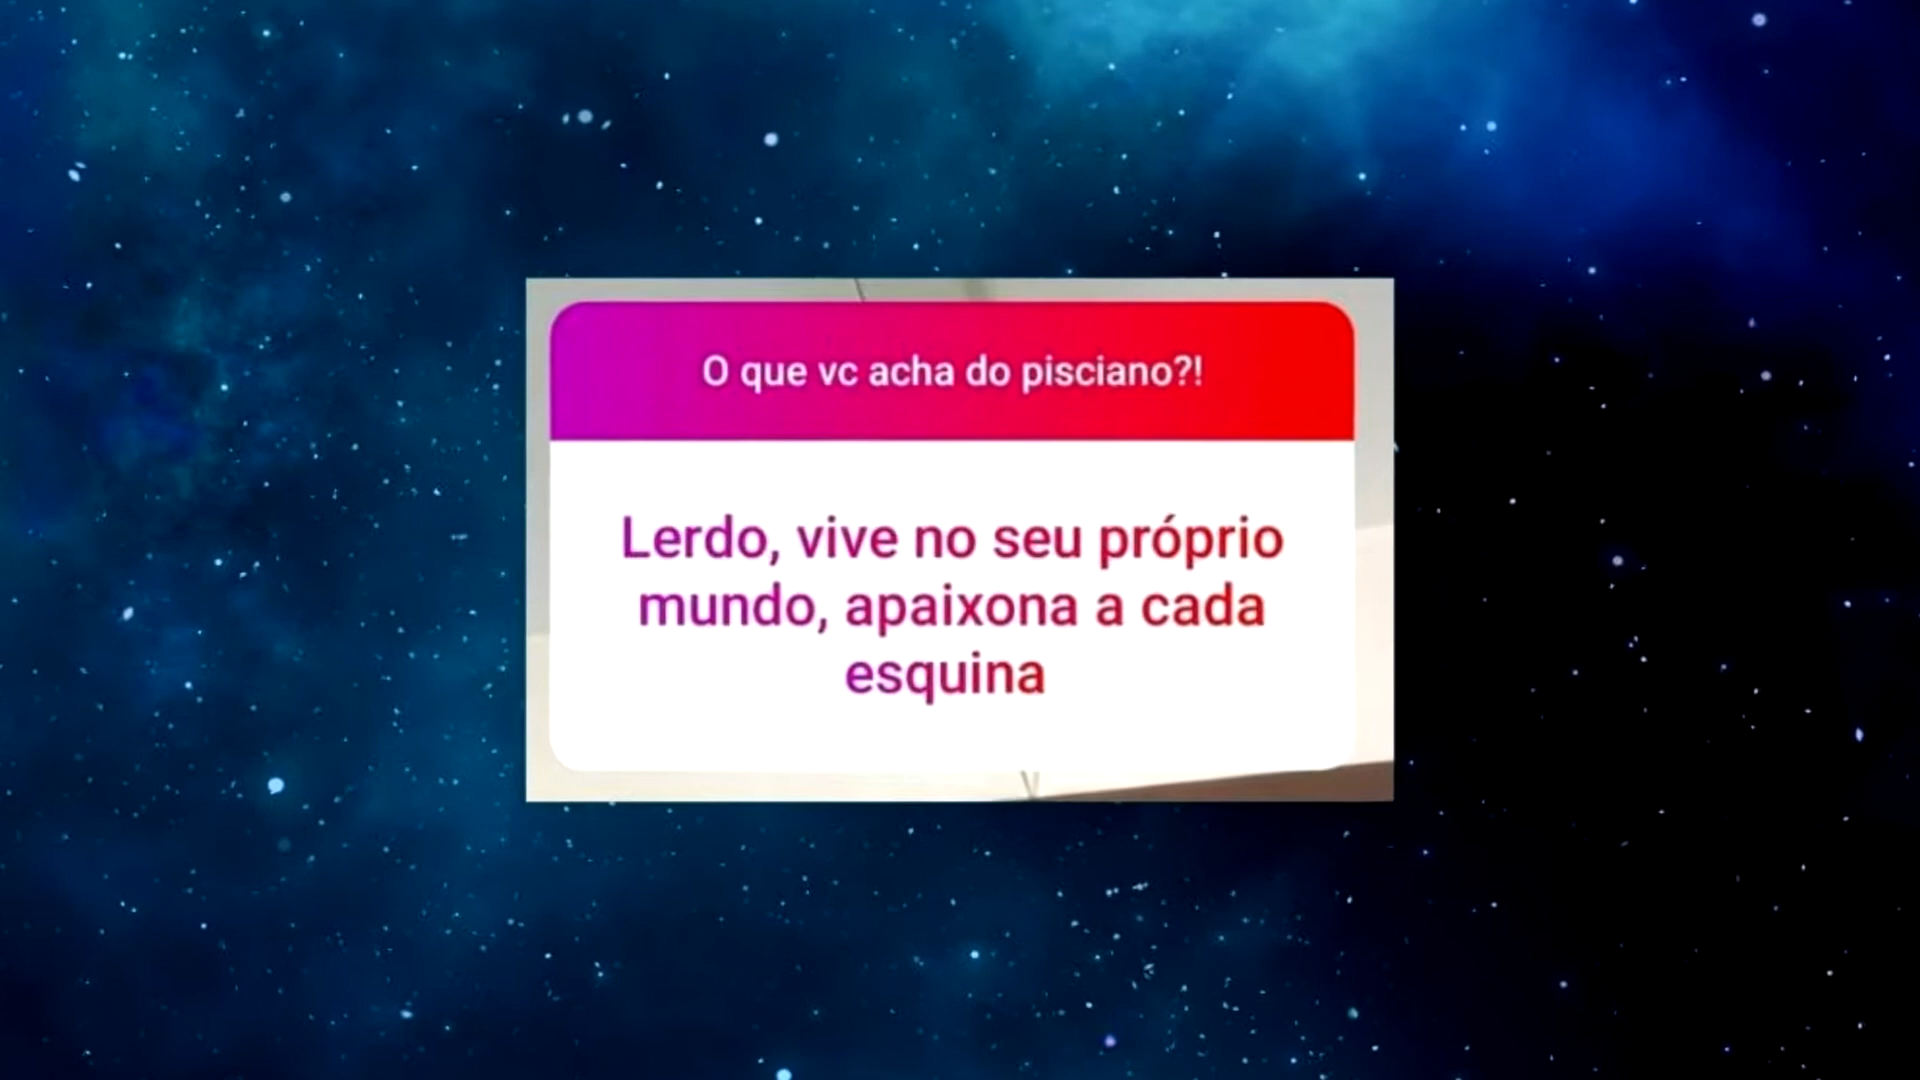 O que vc acha do pisciano?!
Lerdo, vive no seu próprio
mundo, apaixona a cada
esquina